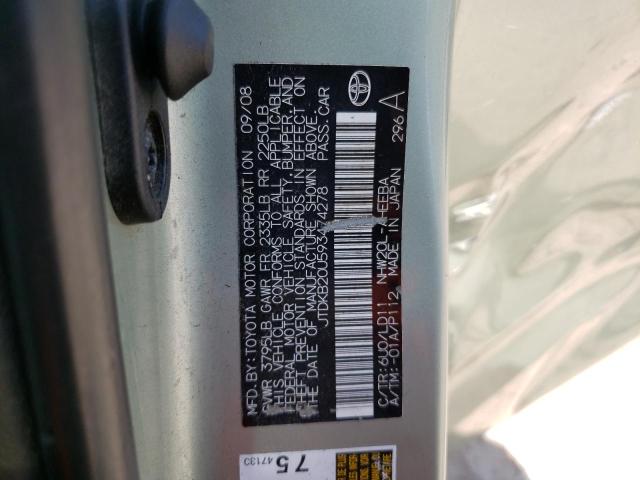 MFD.BY:TOYOTA MOTOR CORPORATION 09/08
GVWR 3795LB GAWR FR 2335LB RR 2250LB
THIS VEHICLE CONFORMS TO ALL APPLICABLE
FEDERAL MOTOR VEHICLE SAFETY, BUMPER, AND
THEFT PREVENTION STANDARDS IN EFFECT ON
THE DATE OF MANUFACTURE SHOWN ABOVE.
JTDKB20U593474278 PASS.CAR
C/TR:6U0/LD11 NHW20L-AHEEBA
A/TM:-01A/P112 MADE IN JAPAN
296
A
75
47133